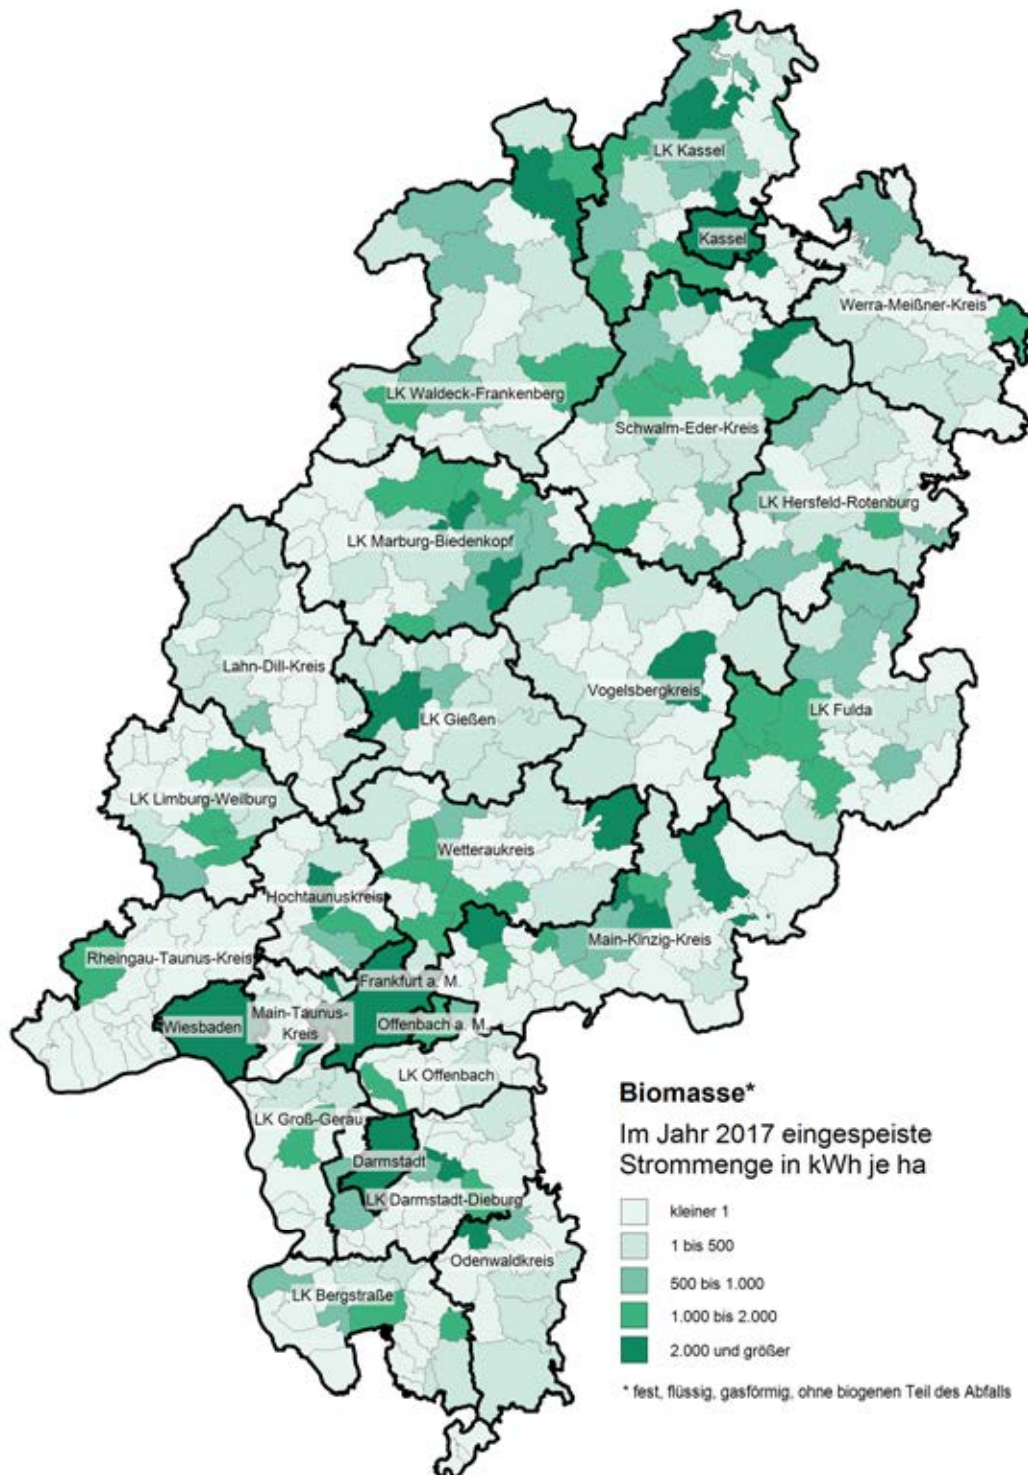 LK Kassel
Kassel
Werra-Meißner-Kreis
LK Waldeck-Frankenberg
Schwalm-Eder-Kreis
LK Hersfeld-Rotenburg
LK Marburg-Biedenkopf
Lahn-Dill-Kreis
Vogelsbergkreis
LK Gießen
LK Fulda
LK Limburg-Weilburg
Wetteraukreis
Hochtaunuskreis
Main-Kinzig-Kreis
Rheingau-Taunus-Kreis
Frankfurt a. M.
Wiesbaden
Main-Taunus-
Kreis
Offenbach a. M.
LK Offenbach
LK Groß-Gerau
Darmstadt
LK Darmstadt-Dieburg
Odenwaldkreis
LK Bergstraße
Biomasse*
Im Jahr 2017 eingespeiste
Strommenge in kWh je ha
kleiner 1
1 bis 500
500 bis 1.000
1.000 bis 2.000
2.000 und größer
* fest, flüssig, gasförmig, ohne biogenen Teil des Abfalls